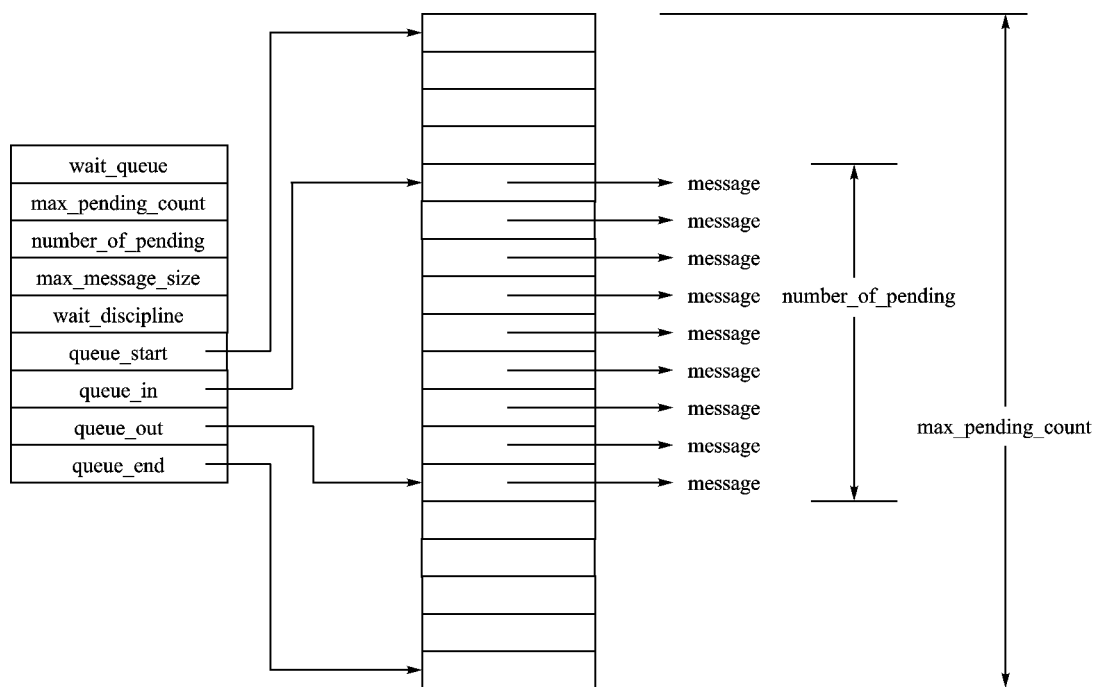 wait_queue
max_pending_count
number_of_pending
max_message_size
wait_discipline
queue_start
queue_in
queue_out
queue_end
message
message
message
message
message
message
message
message
message
number_of_pending
max_pending_count